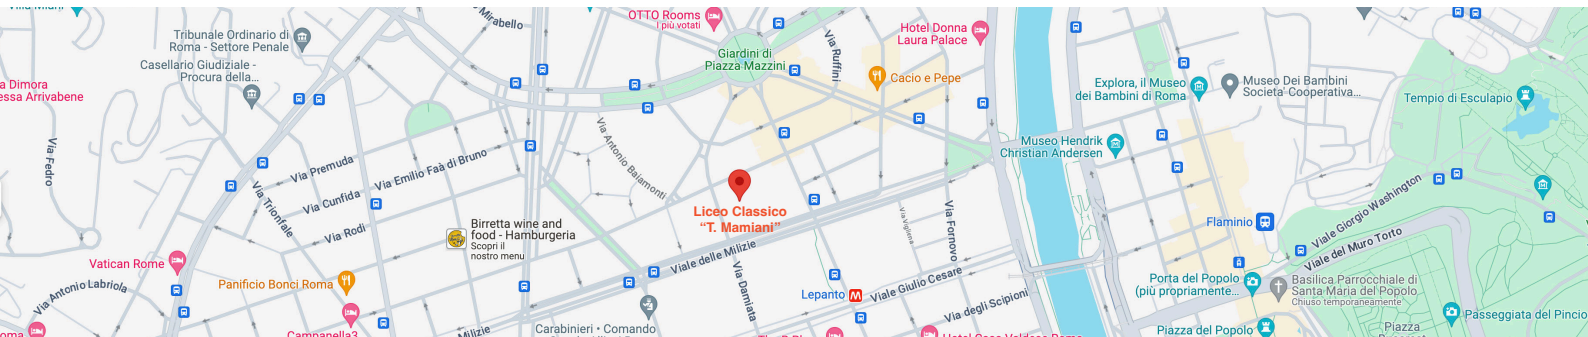 Mirabello
Tribunale Ordinario di
Roma - Settore Penale
Casellario Giudiziale -
Procura della...
a Dimora
essa Arrivabene
OTTO Rooms
I più votati
Giardini di
Piazza Mazzini
Via Ruffini
Hotel Donna
Laura Palace
Cacio e Pepe
Explora, il Museo
dei Bambini di Roma
Museo Dei Bambini
Societa' Cooperativa...
Tempio di Esculapio
Museo Hendrik
Christian Andersen
Via Fedro
Via Trionfale
Via Premuda
Via Cunfida
Via Rodi
Via Emilio Faà di Bruno
Via Antonio Baiamonti
Liceo Classico
“T. Mamiani”
Birretta wine and
food - Hamburgeria
Scopri il
nostro menu
Viale delle Milizie
Via Damiata
Via Vigliena
Via Fornovo
Flaminio
Viale Giorgio Washington
Viale del Muro Torto
Vatican Rome
Via Antonio Labriola
Panificio Bonci Roma
Campanella3
Milizie
Carabinieri • Comando
Lepanto
M
Viale Giulio Cesare
Via degli Scipioni
Porta del Popolo
(più propriamente...
Basilica Parrocchiale di
Santa Maria del Popolo
Chiuso temporaneamente
Piazza del Popolo
Piazza
Passeggiata del Pincio